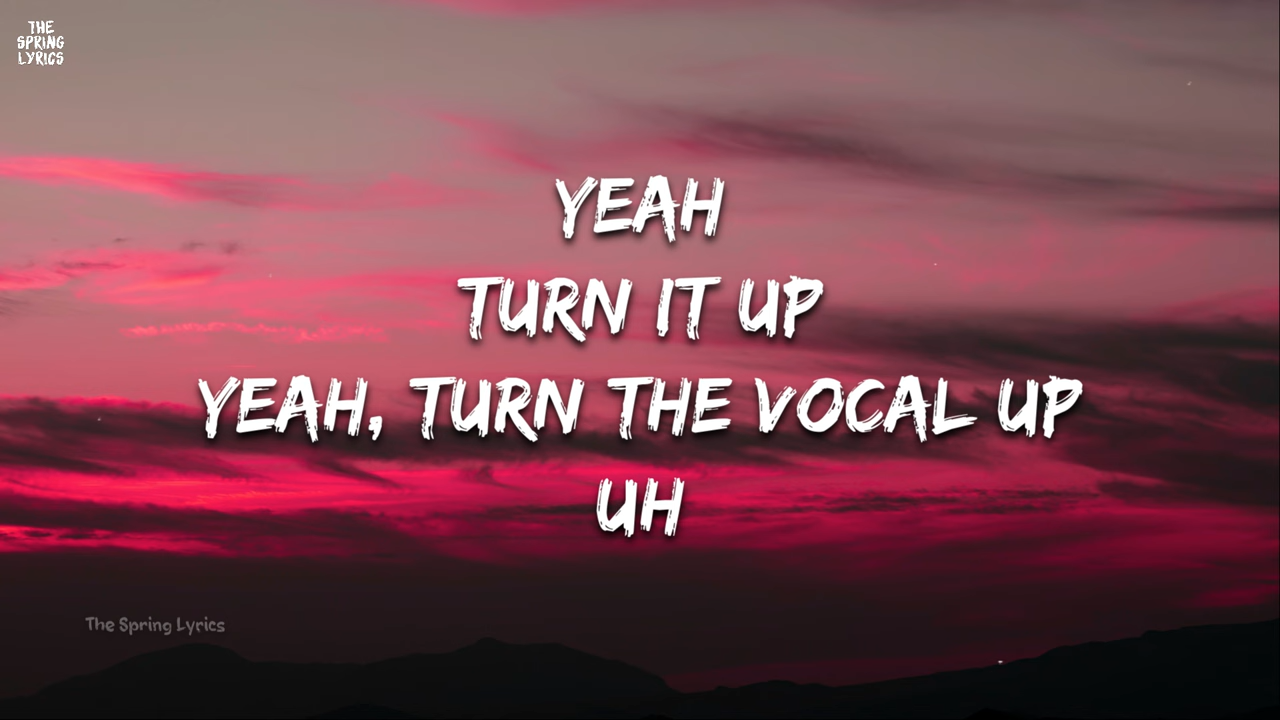 THE
SPRING
LYRICS
YEAH
TURN IT UP
YEAH, TURN THE VOCAL UP
UH
The Spring Lyrics